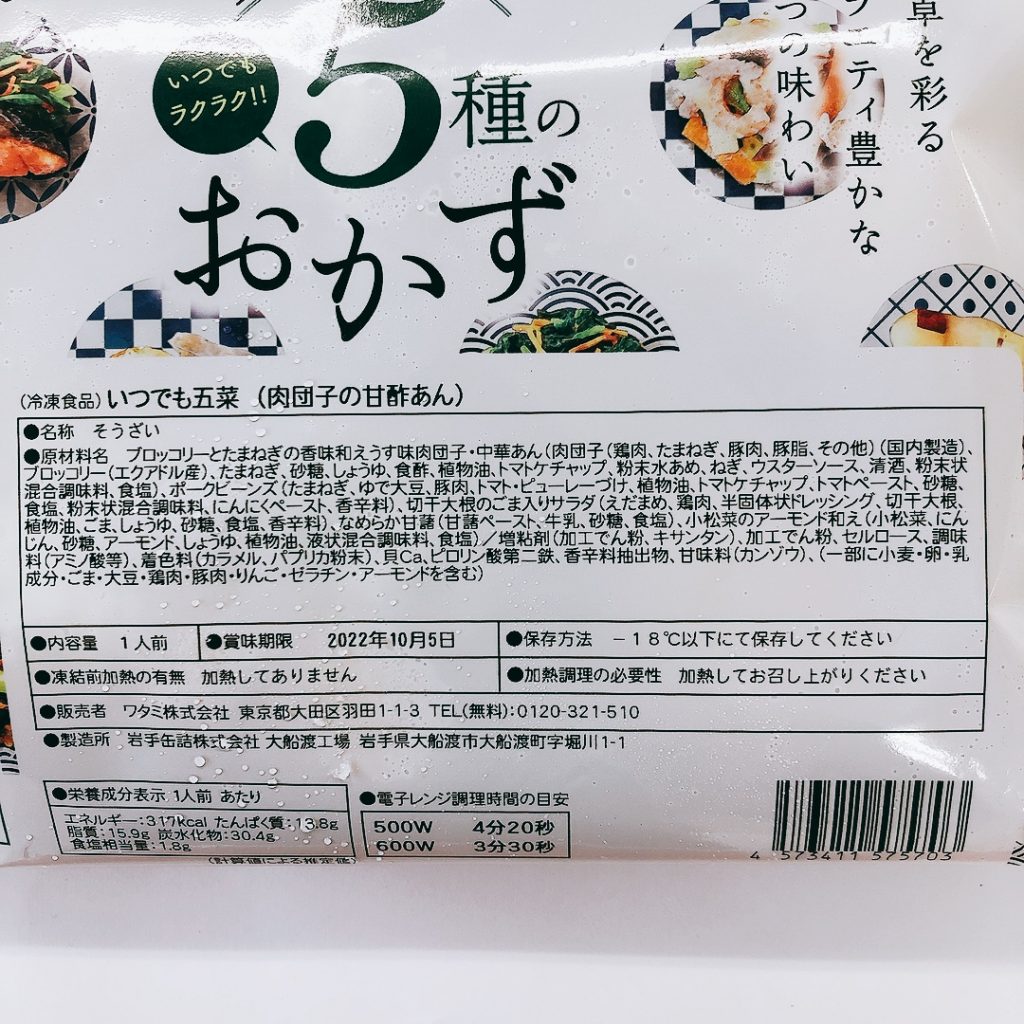 卓を彩る
ティ豊かな
つの味わい
いつでも
ラクラク!!
5種の
おかず
(冷凍食品) いつでも五菜 (肉団子の甘酢あん)
●名称 そうざい
●原材料名 ブロッコリーとたまねぎの香味和えうす味肉団子・中華あん(肉団子(鶏肉、たまねぎ、豚肉、豚脂、その他)(国内製造)、
ブロッコリー(エクアドル産)、たまねぎ、砂糖、しょうゆ、食酢、植物油、トマトケチャップ、粉末水あめ、ねぎ、ウスターソース、清酒、粉末状
混合調味料、食塩)、ポークビーンズ(たまねぎ、ゆで大豆、豚肉、トマト・ピューレーづけ、植物油、トマトケチャップ、トマトペースト、砂糖、
食塩、粉末状混合調味料、にんにくペースト、香辛料)、切干大根のごま入りサラダ(えだまめ、鶏肉、半固体状ドレッシング、切干大根、
植物油、ごま、しょうゆ、砂糖、食塩、香辛料)、なめらか甘藷(甘藷ペースト、牛乳、砂糖、食塩)、小松菜のアーモンド和え(小松菜、にん
じん、砂糖、アーモンド、しょうゆ、植物油、液状混合調味料、食塩)/増粘剤(加工でん粉、キサンタン)、加工でん粉、セルロース、調味
料(アミノ酸等)、着色料(カラメル、パプリカ粉末)、貝Ca、ピロリン酸第二鉄、香辛料抽出物、甘味料(カンゾウ)、(一部に小麦・卵・乳
成分・ごま・大豆・鶏肉・豚肉・りんご・ゼラチン・アーモンドを含む)
●内容量 1人前 ●賞味期限 2022年10月5日 ●保存方法 -18℃以下にて保存してください
●凍結前加熱の有無 加熱してありません ●加熱調理の必要性 加熱してお召し上がりください
●販売者 ワタミ株式会社 東京都大田区羽田1-1-3 TEL(無料):0120-321-510
●製造所 岩手缶詰株式会社 大船渡工場 岩手県大船渡市大船渡町字堀川1-1
●栄養成分表示 1人前 あたり
エネルギー:317kcal たんぱく質:13.8g
脂質:15.9g 炭水化物:30.4g
食塩相当量:1.8g
(計算値による推定値)
●電子レンジ調理時間の目安
500W 4分20秒
600W 3分30秒
4 573411 575703